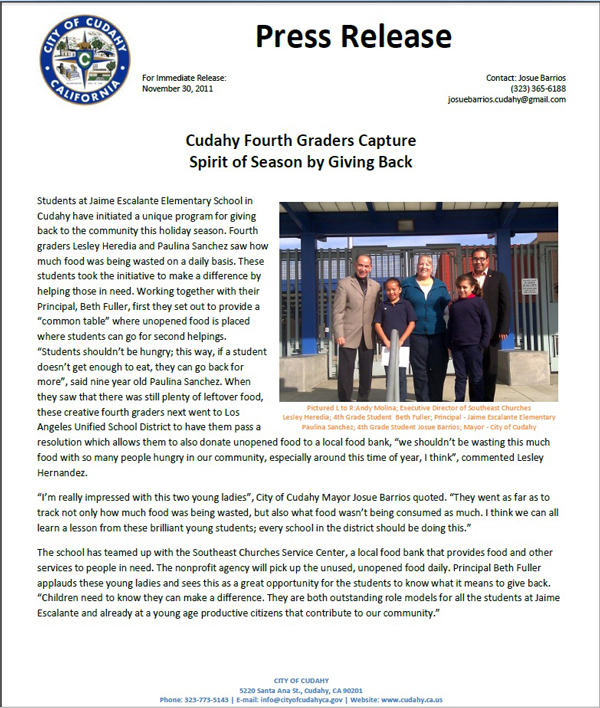 CITY OF CUDAHY
CALIFORNIA
Press Release
For Immediate Release:
November 30, 2011
Contact: Josue Barrios
(323) 365-6188
josuebarrios.cudahy@gmail.com
Cudahy Fourth Graders Capture
Spirit of Season by Giving Back
Students at Jaime Escalante Elementary School in
Cudahy have initiated a unique program for giving
back to the community this holiday season. Fourth
graders Lesley Heredia and Paulina Sanchez saw how
much food was being wasted on a daily basis. These
students took the initiative to make a difference by
helping those in need. Working together with their
Principal, Beth Fuller, first they set out to provide a
“common table” where unopened food is placed
where students can go for second helpings.
“Students shouldn’t be hungry; this way, if a student
doesn’t get enough to eat, they can go back for
more”, said nine year old Paulina Sanchez. When
they saw that there was still plenty of leftover food,
these creative fourth graders next went to Los
Angeles Unified School District to have them pass a
resolution which allows them to also donate unopened food to a local food bank, “we shouldn’t be wasting this much
food with so many people hungry in our community, especially around this time of year, I think”, commented Lesley
Hernandez.
Pictured L to R Andy Molina; Executive Director of Southeast Churches
Lesley Heredia; 4th Grade Student Beth Fuller; Principal - Jaime Escalante Elementary
Paulina Sanchez; 4th Grade Student Josue Barrios; Mayor - City of Cudahy
“I’m really impressed with this two young ladies”, City of Cudahy Mayor Josue Barrios quoted. “They went as far as to
track not only how much food was being wasted, but also what food wasn’t being consumed as much. I think we can all
learn a lesson from these brilliant young students; every school in the district should be doing this.”
The school has teamed up with the Southeast Churches Service Center, a local food bank that provides food and other
services to people in need. The nonprofit agency will pick up the unused, unopened food daily. Principal Beth Fuller
applauds these young ladies and sees this as a great opportunity for the students to know what it means to give back.
“Children need to know they can make a difference. They are both outstanding role models for all the students at Jaime
Escalante and already at a young age productive citizens that contribute to our community.”
CITY OF CUDAHY
5220 Santa Ana St., Cudahy, CA 90201
Phone: 323-773-5143 | E-mail: info@cityofcudahyca.gov | Website: www.cudahy.ca.us